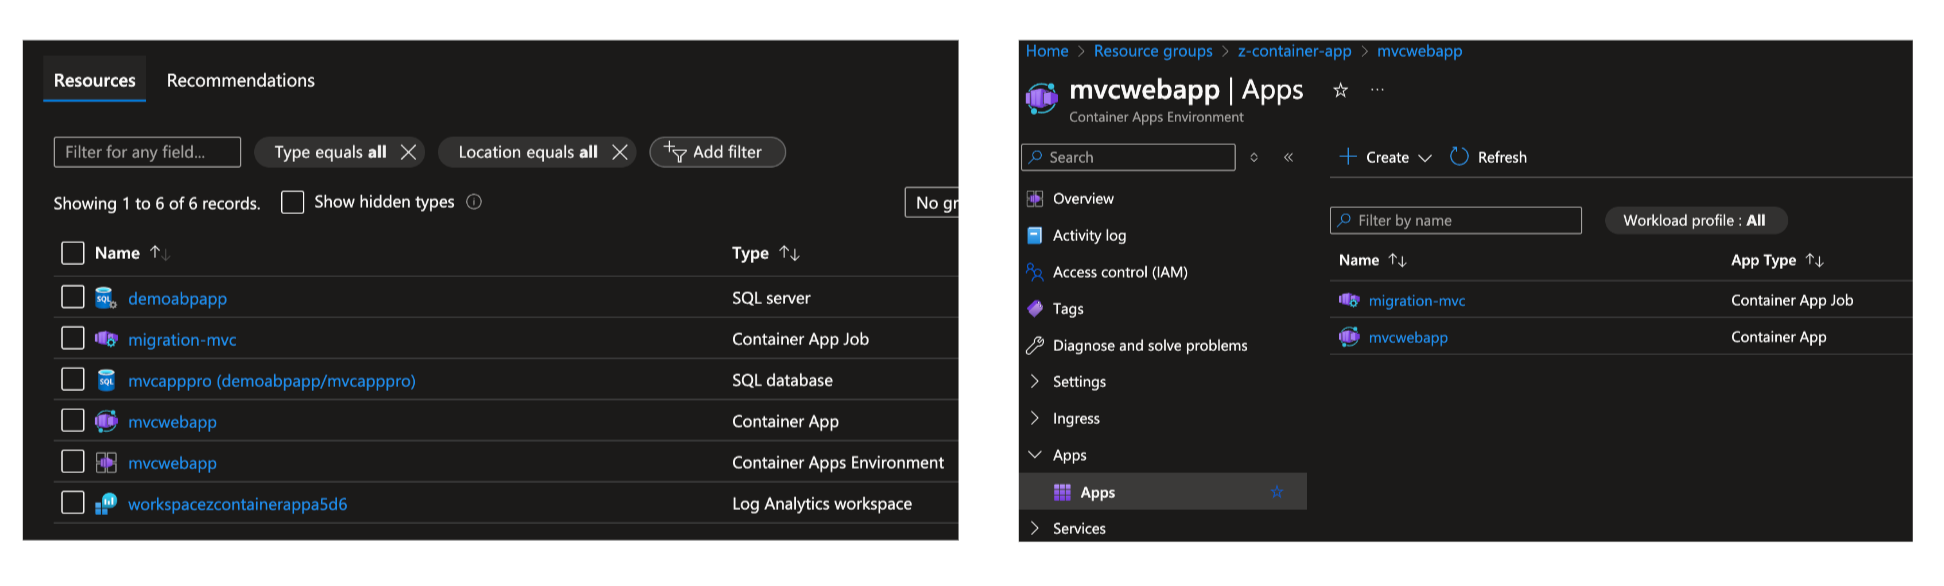 Resources Recommendations
Filter for any field... Type equals all Location equals all Add filter
Showing 1 to 6 of 6 records. Show hidden types No gr
Name Type
demoabpapp SQL server
migration-mvc Container App Job
mvcapppro (demoabpapp/mvcapppro) SQL database
mvcwebapp Container App
mvcwebapp Container Apps Environment
workspacezcontainerappa5d6 Log Analytics workspace
Home > Resource groups > z-container-app > mvcwebapp
mvcwebapp | Apps
Container Apps Environment
Search Create Refresh
Overview
Activity log
Access control (IAM)
Tags
Diagnose and solve problems
Settings
Ingress
Apps
Apps
Services
Filter by name Workload profile : All
Name App Type
migration-mvc Container App Job
mvcwebapp Container App